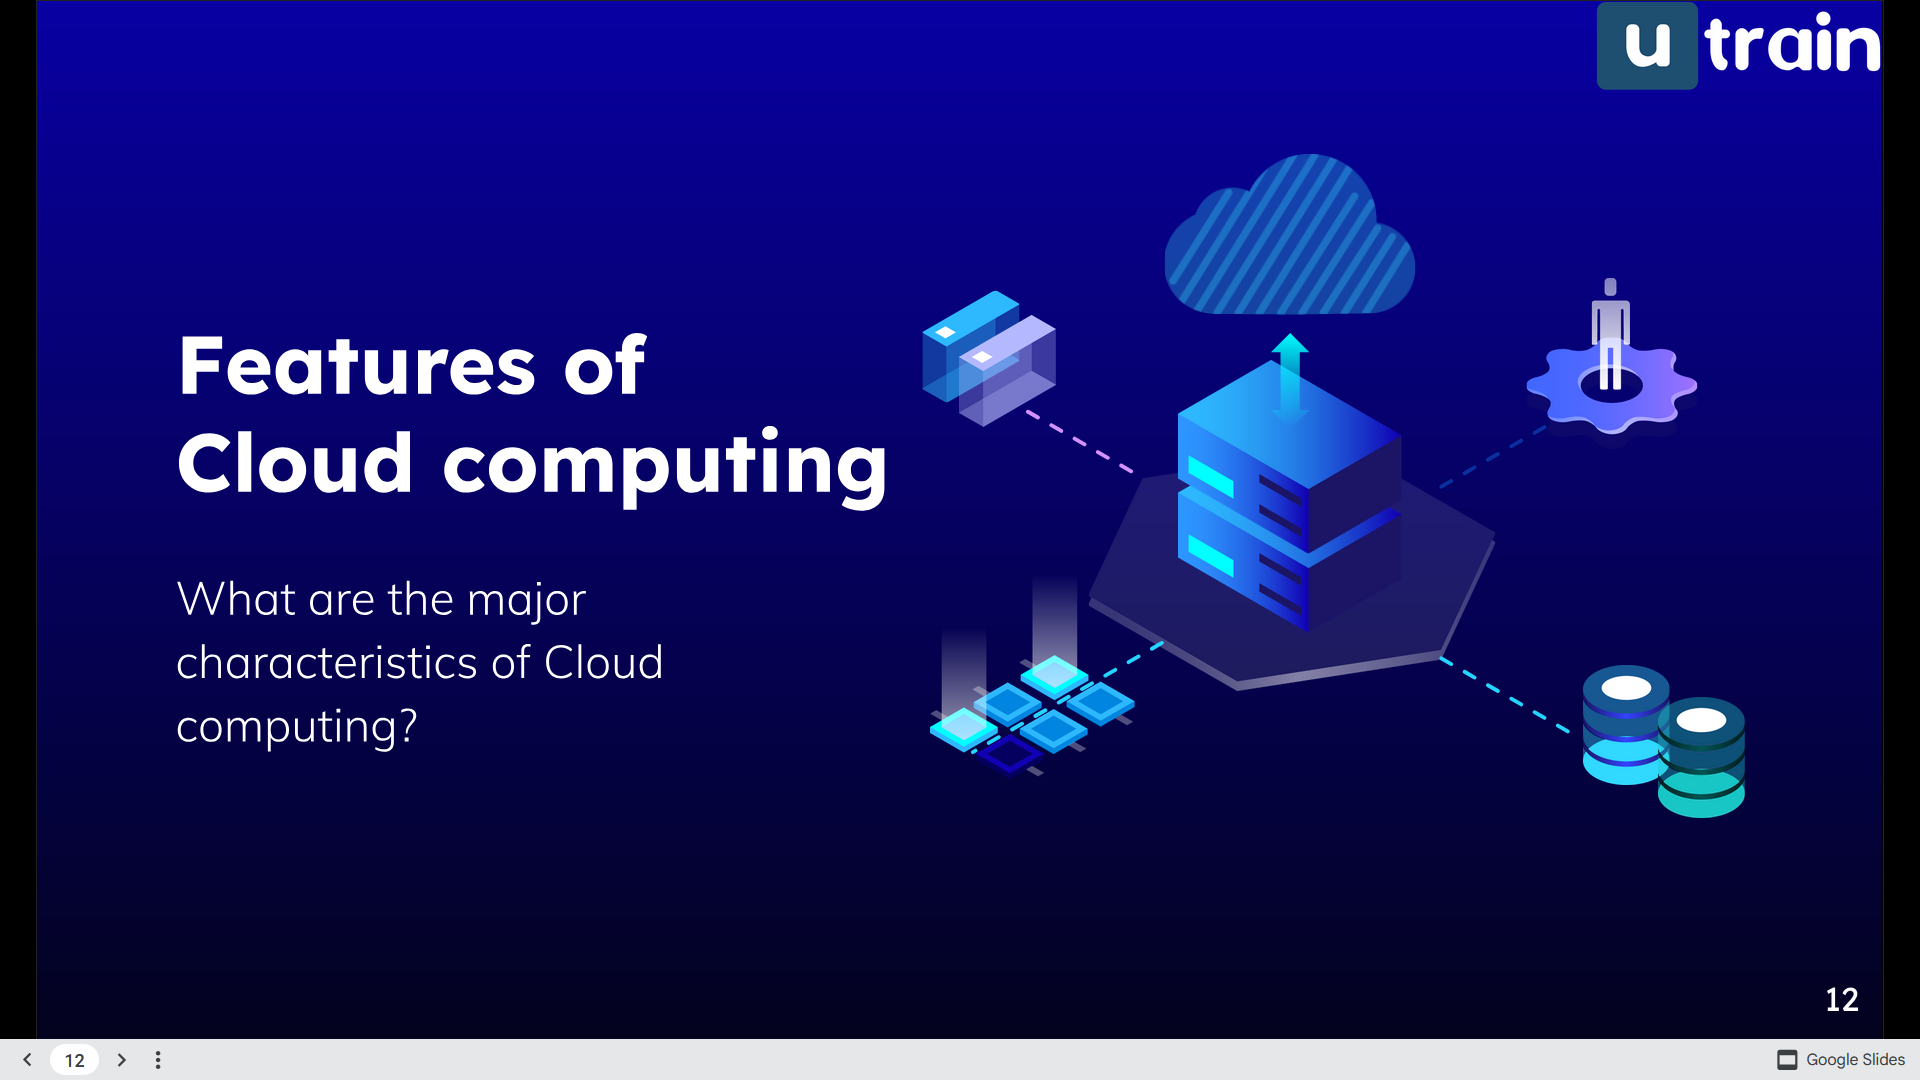 u train
Features of
Cloud computing
What are the major
characteristics of Cloud
computing?
12
12
Google Slides